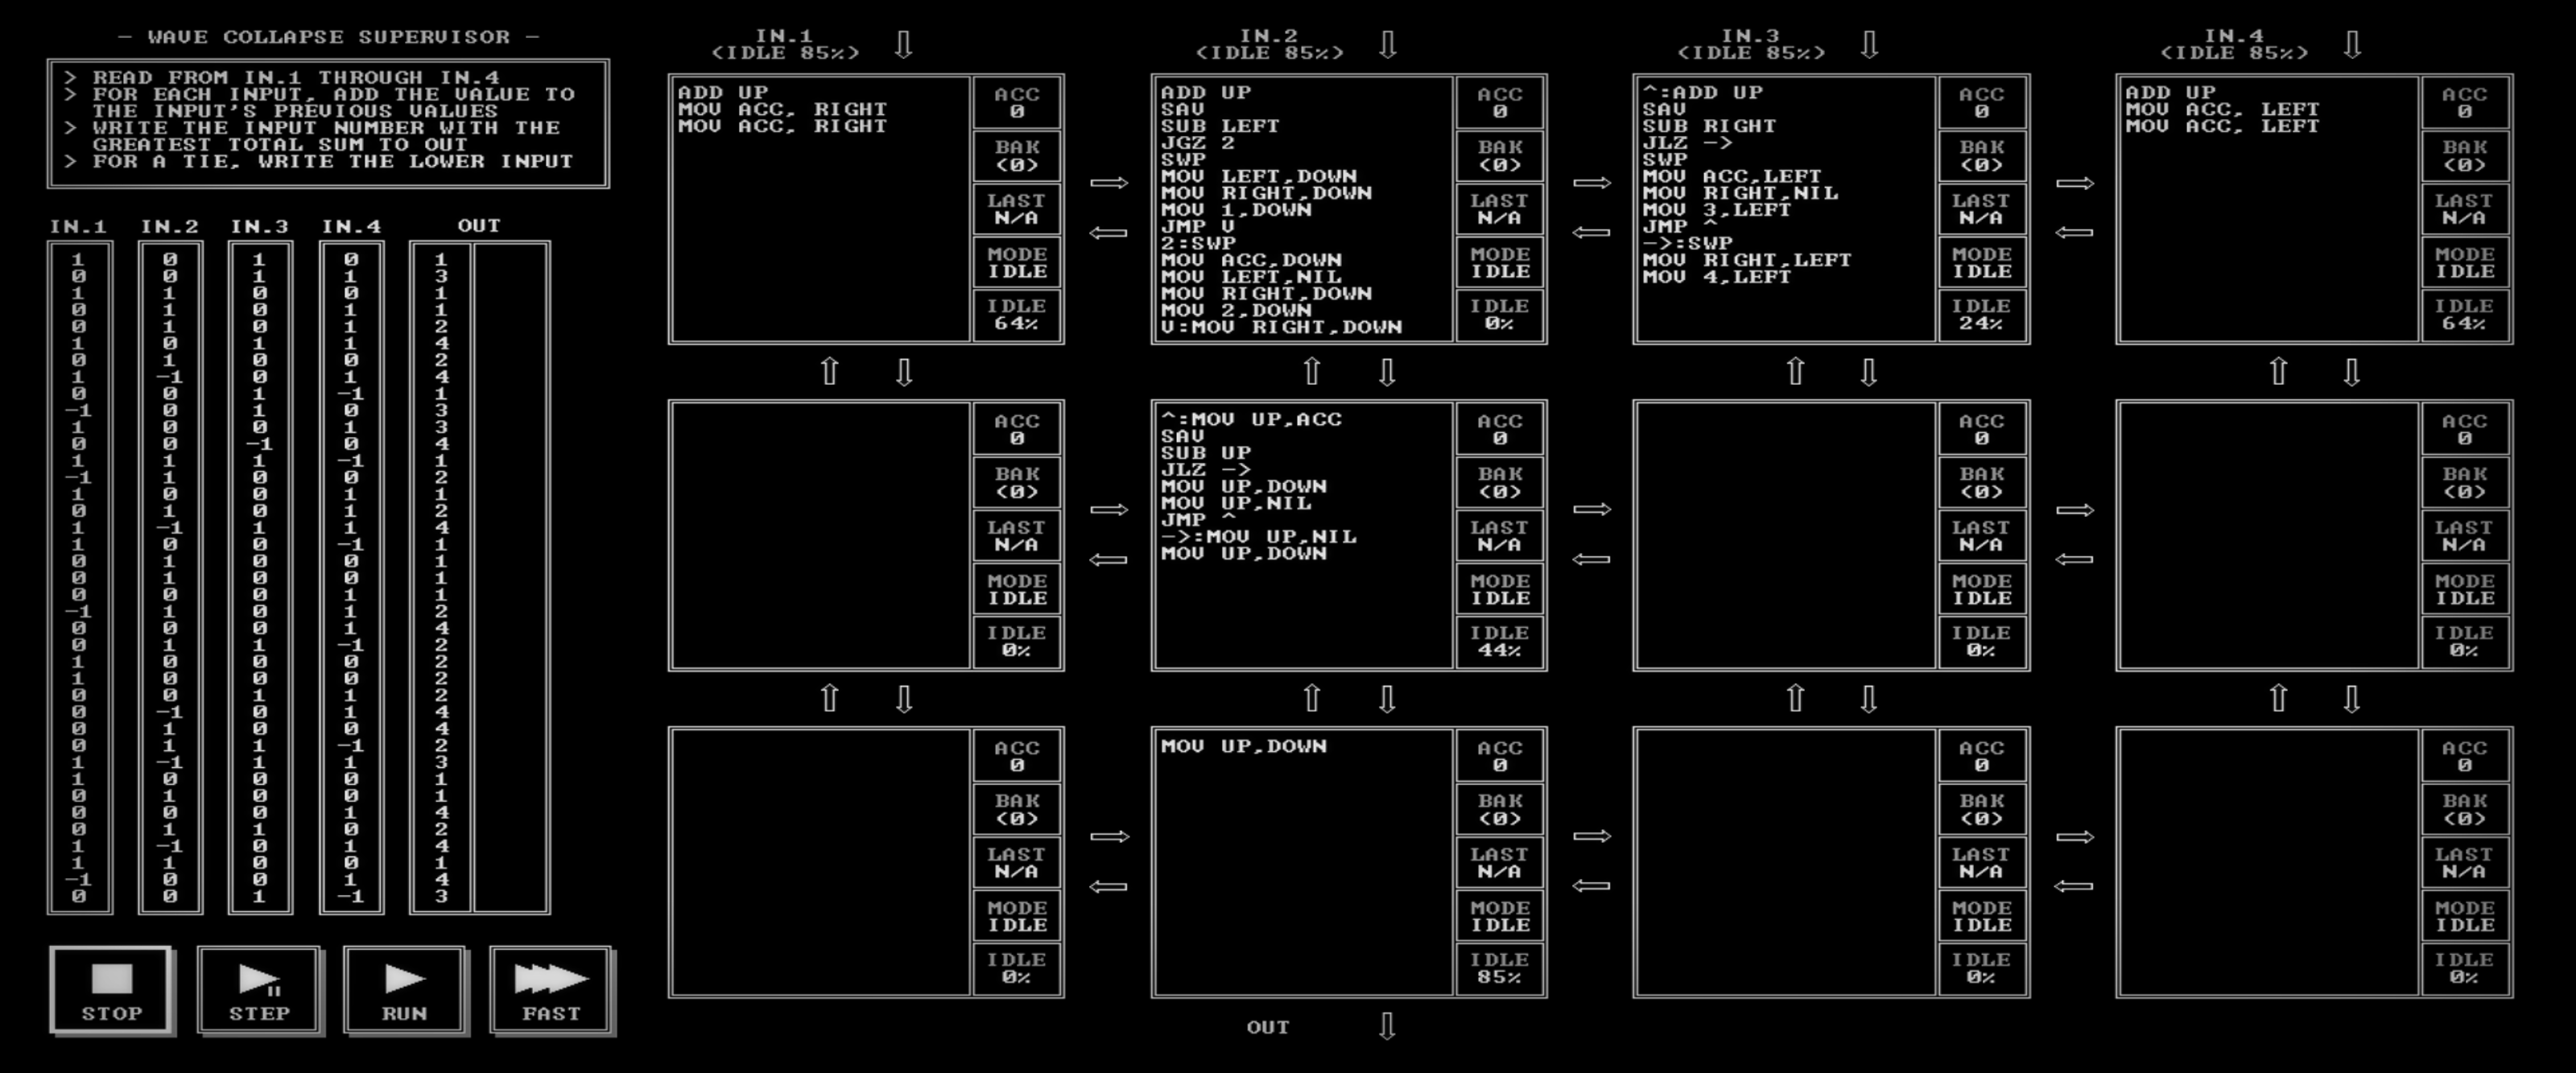 - WAVE COLLAPSE SUPERVISOR -
> READ FROM IN.1 THROUGH IN.4
> FOR EACH INPUT, ADD THE VALUE TO
THE INPUT'S PREVIOUS VALUES
> WRITE THE INPUT NUMBER WITH THE
GREATEST TOTAL SUM TO OUT
> FOR A TIE, WRITE THE LOWER INPUT
IN.1 IN.2 IN.3 IN.4 OUT
1 0 1 0 1
0 0 1 1 3
1 1 0 0 1
0 1 0 1 1
0 1 0 1 2
1 0 1 1 4
0 1 0 0 2
1 -1 0 1 4
0 0 1 -1 1
-1 0 1 0 3
1 0 0 1 3
0 0 -1 0 4
1 1 1 -1 1
-1 1 0 0 2
1 0 0 1 1
0 1 0 1 2
1 -1 1 1 4
1 0 0 -1 1
0 1 0 0 1
0 1 0 0 1
0 0 0 1 1
-1 1 0 1 2
0 0 0 1 4
0 1 1 -1 2
1 0 0 0 2
1 0 0 0 2
0 0 1 1 2
0 -1 0 1 4
0 1 0 0 4
0 1 1 -1 2
1 -1 1 1 3
1 0 0 0 1
0 1 0 0 1
0 0 0 1 4
0 1 1 0 2
1 -1 0 1 4
1 1 0 0 1
-1 0 0 1 4
0 0 1 -1 3
STOP
STEP
RUN
FAST
IN.1
(IDLE 85%)
ADD UP
MOV ACC, RIGHT
MOV ACC, RIGHT
ACC
0
BAK
(0)
LAST
N/A
MODE
IDLE
IDLE
64%
IN.2
(IDLE 85%)
ADD UP
SAV
SUB LEFT
JGZ 2
SWP
MOV LEFT,DOWN
MOV RIGHT,DOWN
MOV 1,DOWN
JMP V
2:SWP
MOV ACC,DOWN
MOV LEFT,NIL
MOV RIGHT,DOWN
MOV 2,DOWN
V:MOV RIGHT,DOWN
ACC
0
BAK
(0)
LAST
N/A
MODE
IDLE
IDLE
0%
IN.3
(IDLE 85%)
^:ADD UP
SAV
SUB RIGHT
JLZ ->
SWP
MOV ACC,LEFT
MOV RIGHT,NIL
MOV 3,LEFT
JMP ^
->:SWP
MOV RIGHT,LEFT
MOV 4,LEFT
ACC
0
BAK
(0)
LAST
N/A
MODE
IDLE
IDLE
24%
IN.4
(IDLE 85%)
ADD UP
MOV ACC, LEFT
MOV ACC, LEFT
ACC
0
BAK
(0)
LAST
N/A
MODE
IDLE
IDLE
64%
ACC
0
BAK
(0)
LAST
N/A
MODE
IDLE
IDLE
0%
^:MOV UP,ACC
SAV
SUB UP
JLZ ->
MOV UP,DOWN
MOV UP,NIL
JMP ^
->:MOV UP,NIL
MOV UP,DOWN
ACC
0
BAK
(0)
LAST
N/A
MODE
IDLE
IDLE
44%
ACC
0
BAK
(0)
LAST
N/A
MODE
IDLE
IDLE
0%
ACC
0
BAK
(0)
LAST
N/A
MODE
IDLE
IDLE
0%
ACC
0
BAK
(0)
LAST
N/A
MODE
IDLE
IDLE
0%
MOV UP,DOWN
ACC
0
BAK
(0)
LAST
N/A
MODE
IDLE
IDLE
85%
ACC
0
BAK
(0)
LAST
N/A
MODE
IDLE
IDLE
0%
ACC
0
BAK
(0)
LAST
N/A
MODE
IDLE
IDLE
0%
OUT